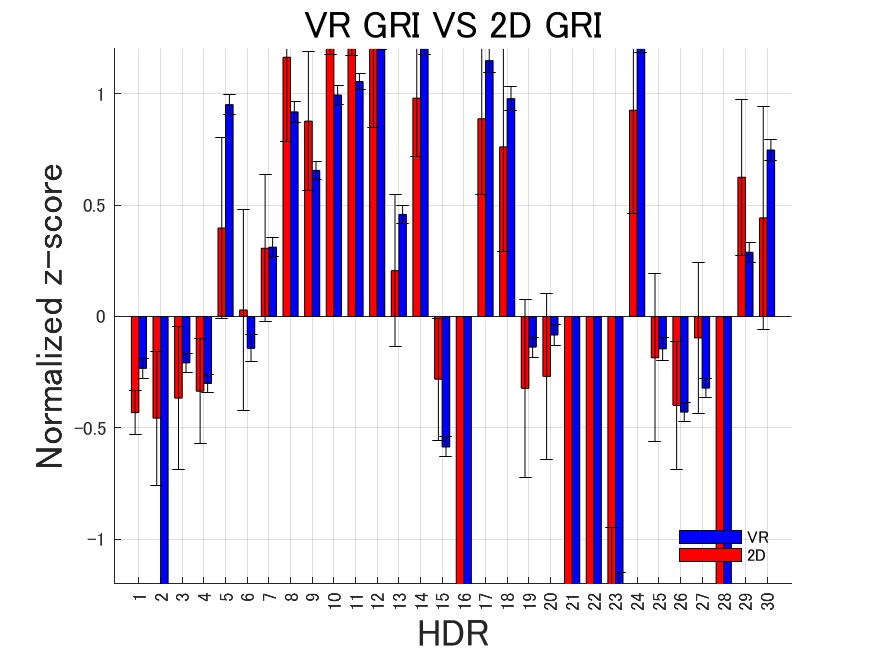 VR GRI VS 2D GRI
Normalized z-score
1
0.5
0
-0.5
-1
VR
2D
1 2 3 4 5 6 7 8 9 10 11 12 13 14 15 16 17 18 19 20 21 22 23 24 25 26 27 28 29 30
HDR